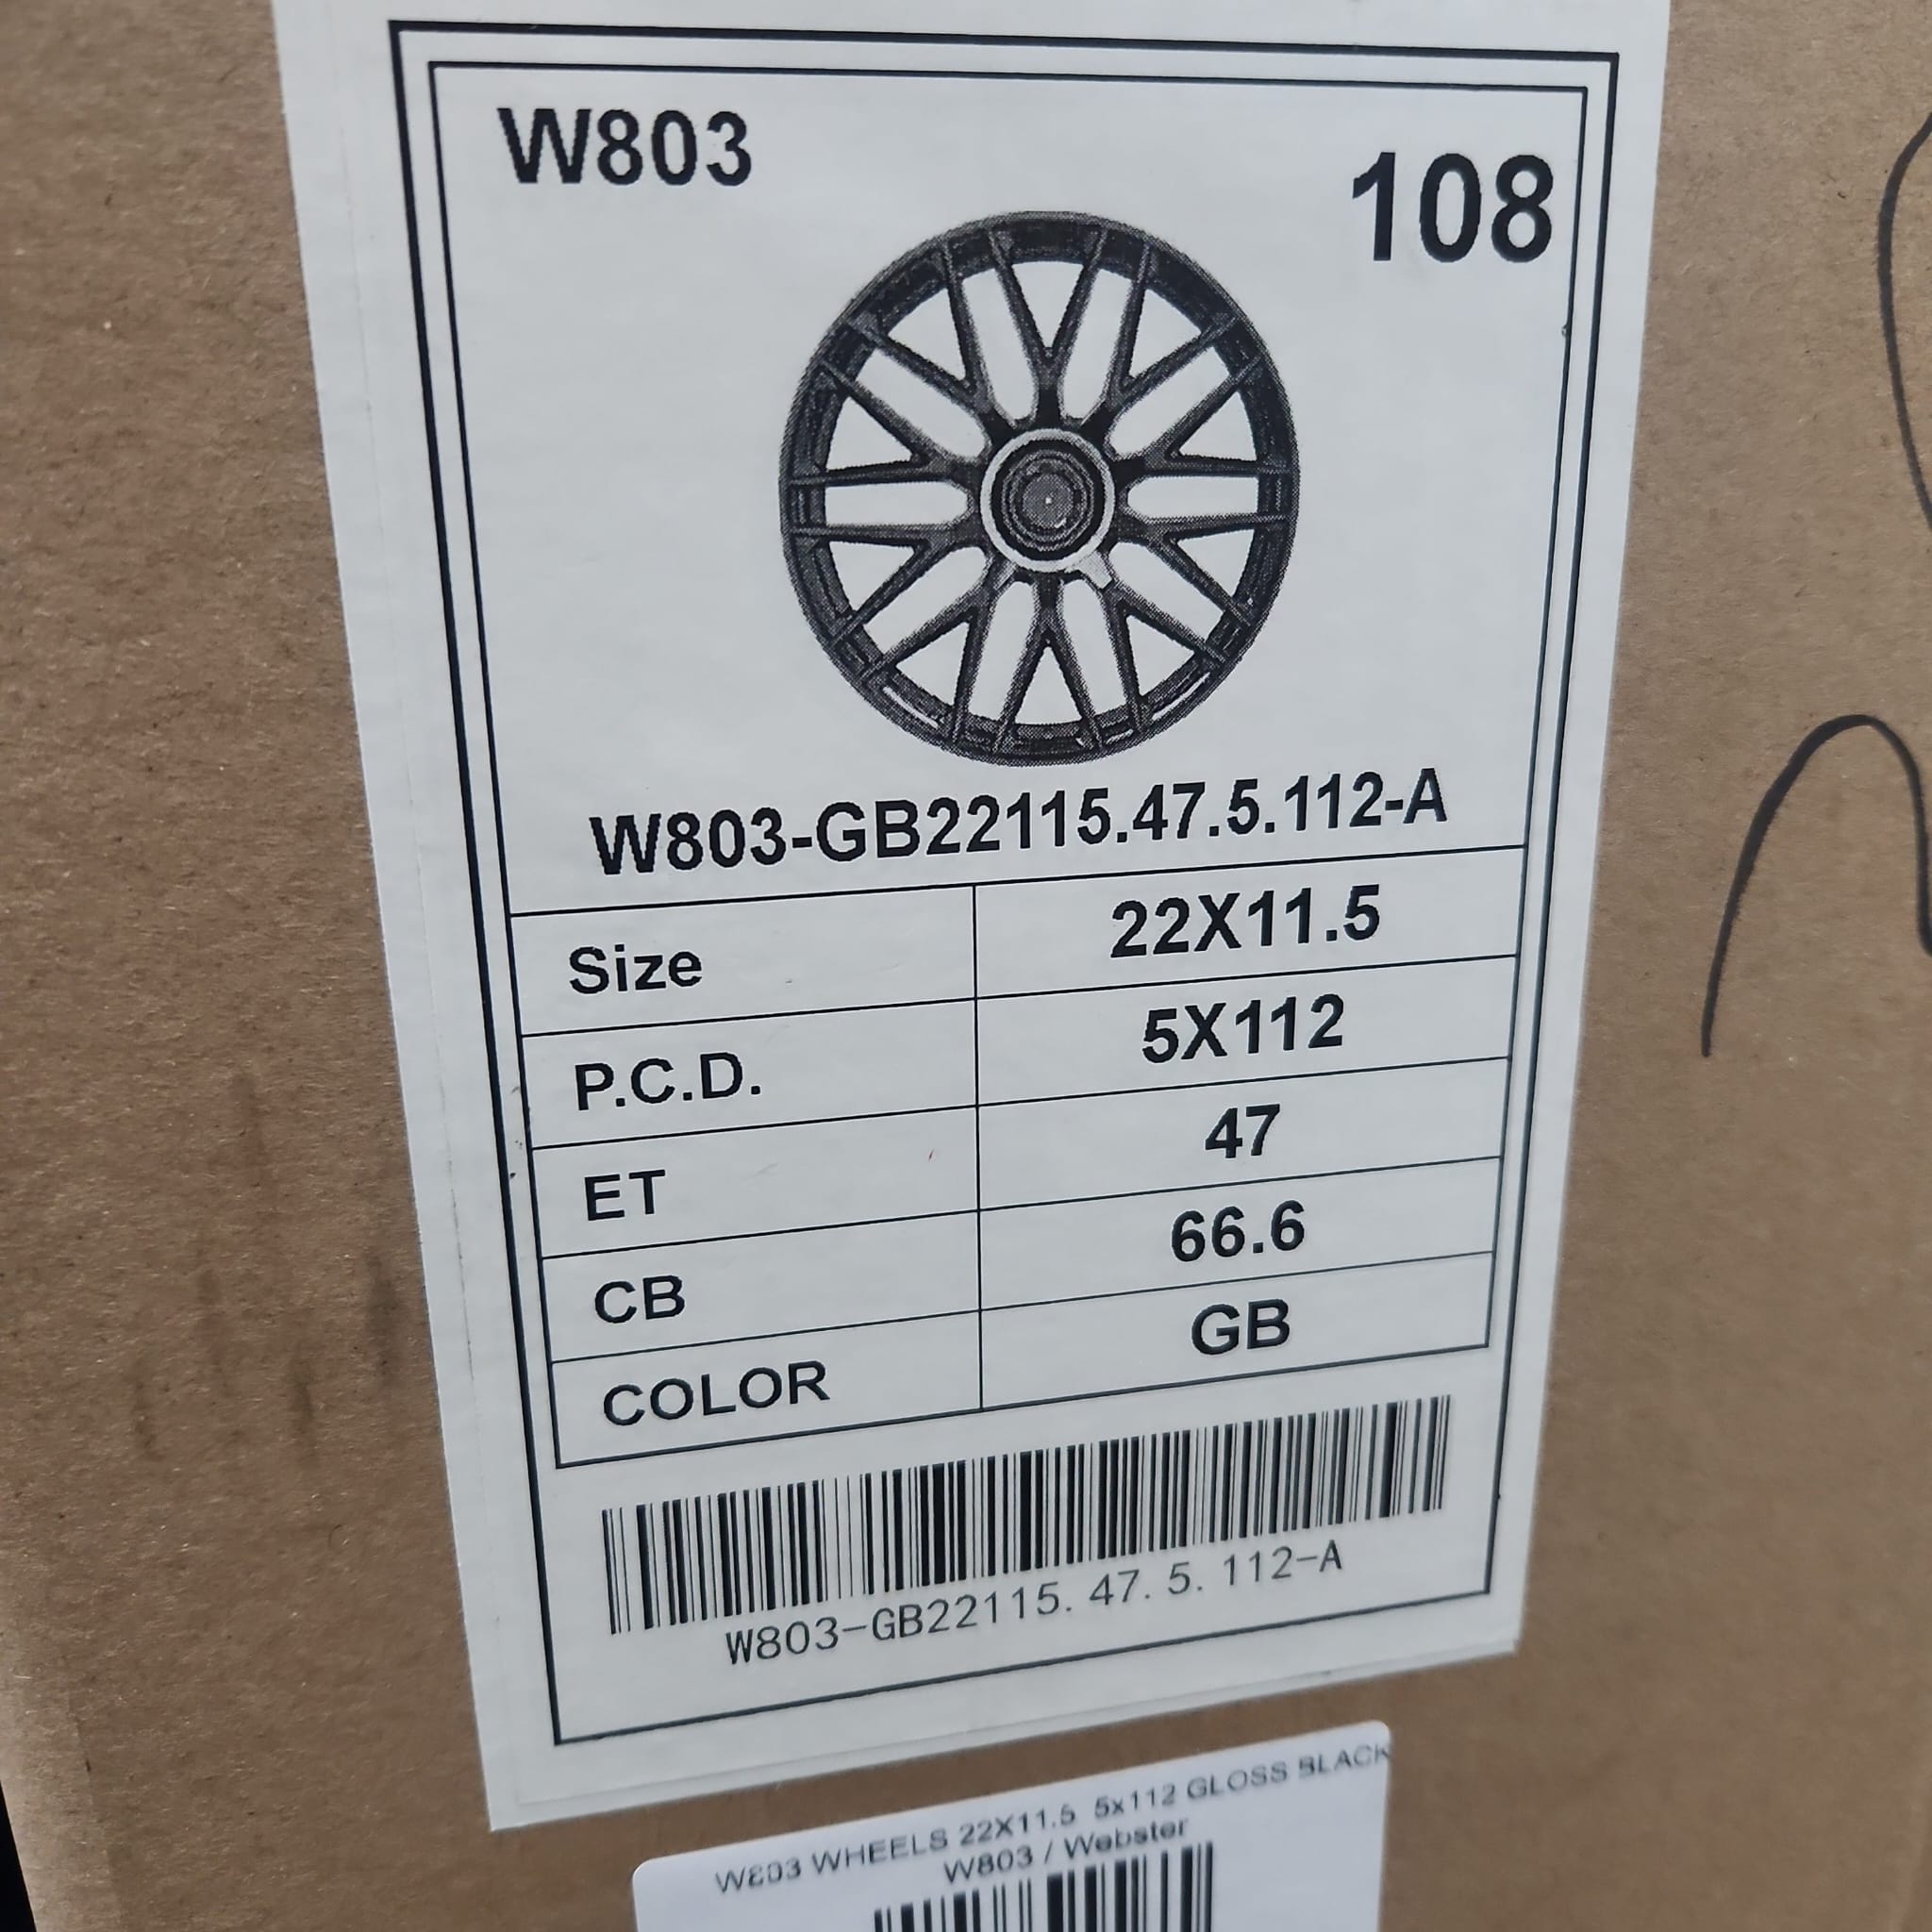 W803
108
W803-GB22115.47.5.112-A
Size 22X11.5
P.C.D. 5X112
ET 47
CB 66.6
COLOR GB
W803-GB22115.47.5.112-A
W803 WHEELS 22X11.5 5x112 GLOSS BLACK
W803 / Webster